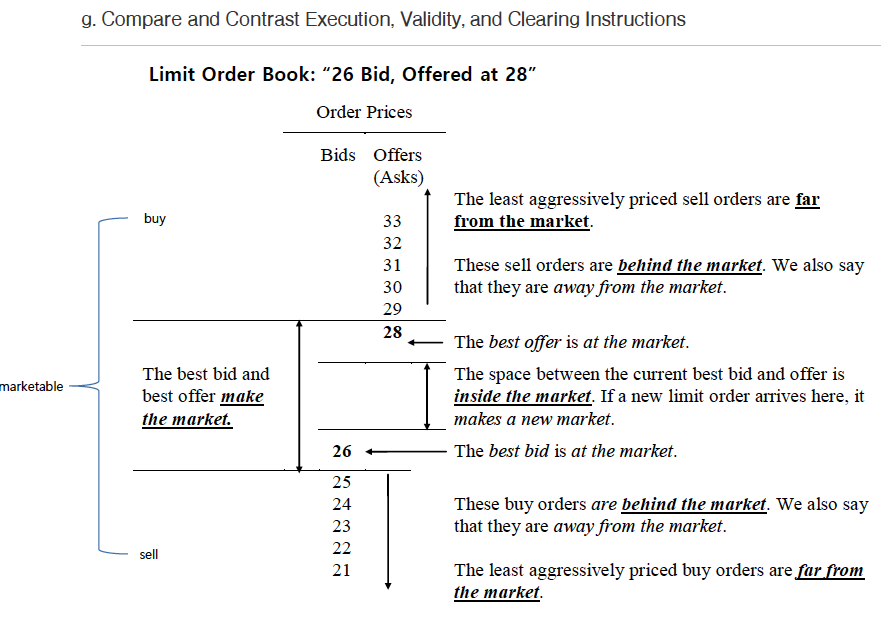 g. Compare and Contrast Execution, Validity, and Clearing Instructions
Limit Order Book: “26 Bid, Offered at 28”
Order Prices
Bids Offers
(Asks)
buy
33
32
31
30
29
28
The least aggressively priced sell orders are far
from the market.
These sell orders are behind the market. We also say
that they are away from the market.
The best offer is at the market.
marketable
The best bid and
best offer make
the market.
The space between the current best bid and offer is
inside the market. If a new limit order arrives here, it
makes a new market.
26
The best bid is at the market.
25
24
23
22
21
These buy orders are behind the market. We also say
that they are away from the market.
sell
The least aggressively priced buy orders are far from
the market.